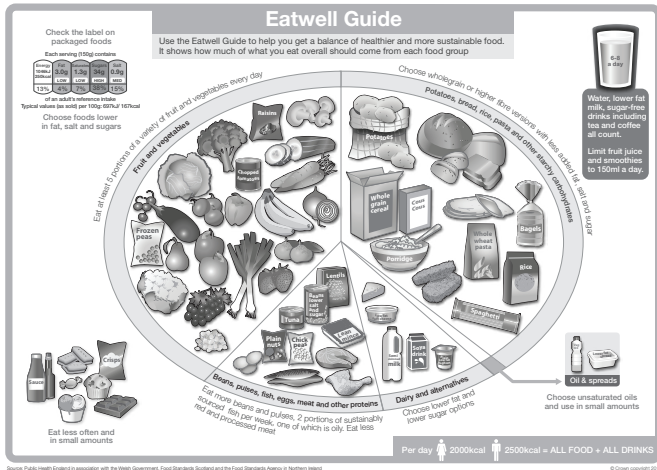 Eatwell Guide
Use the Eatwell Guide to help you get a balance of healthier and more sustainable food.
It shows how much of what you eat overall should come from each food group
Check the label on
packaged foods
Each serving (150g) contains
Energy
1046kJ
250kcal
Fat
3.0g
LOW
Saturates
1.3g
LOW
Sugars
34g
HIGH
Salt
0.9g
MED
13%
4%
7%
38%
15%
of an adult's reference intake
Typical values (as sold) per 100g: 697kJ/ 167kcal
Choose foods lower
in fat, salt and sugars
6-8
a day
Water, lower fat
milk, sugar-free
drinks including
tea and coffee
all count.
Limit fruit juice
and smoothies
to 150ml a day.
Eat at least 5 portions of a variety of fruit and vegetables every day
Fruit and vegetables
Choose wholegrain or higher fibre versions with less added fat, salt and sugar
Potatoes, bread, rice, pasta and other starchy carbohydrates
Raisins
Potatoes
Chopped
tomatoes
Frozen
peas
Whole
grain
cereal
Cous
Cous
Porridge
Bagels
Whole
wheat
pasta
Rice
Spaghetti
Lentils
Beans
lower
salt
and
sugar
Tuna
Plain
nuts
Chick
peas
Lean
mince
Semi
milk
Soya
drink
Beans, pulses, fish, eggs, meat and other proteins
Eat more beans and pulses, 2 portions of sustainably
sourced fish per week, one of which is oily. Eat less
red and processed meat
Dairy and alternatives
Choose lower fat and
lower sugar options
Crisps
Sauce
Eat less often and
in small amounts
Oil & spreads
Choose unsaturated oils
and use in small amounts
Per day 2000kcal 2500kcal = ALL FOOD + ALL DRINKS
Source: Public Health England in association with the Welsh Government, Food Standards Scotland and the Food Standards Agency in Northern Ireland
© Crown copyright 20